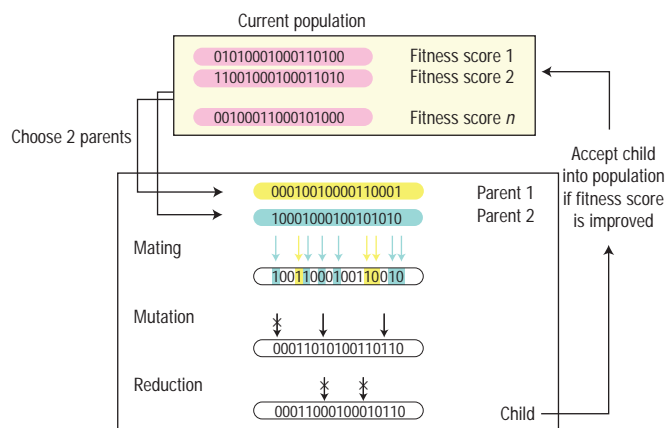 Current population
01010001000110100 Fitness score 1
11001000100011010 Fitness score 2
00100011000101000 Fitness score n
Choose 2 parents
Accept child
into population
if fitness score
is improved
00010010000110001 Parent 1
10001000100101010 Parent 2
Mating
10011000100110010
Mutation
00011010100110110
Reduction
00011000100010110
Child